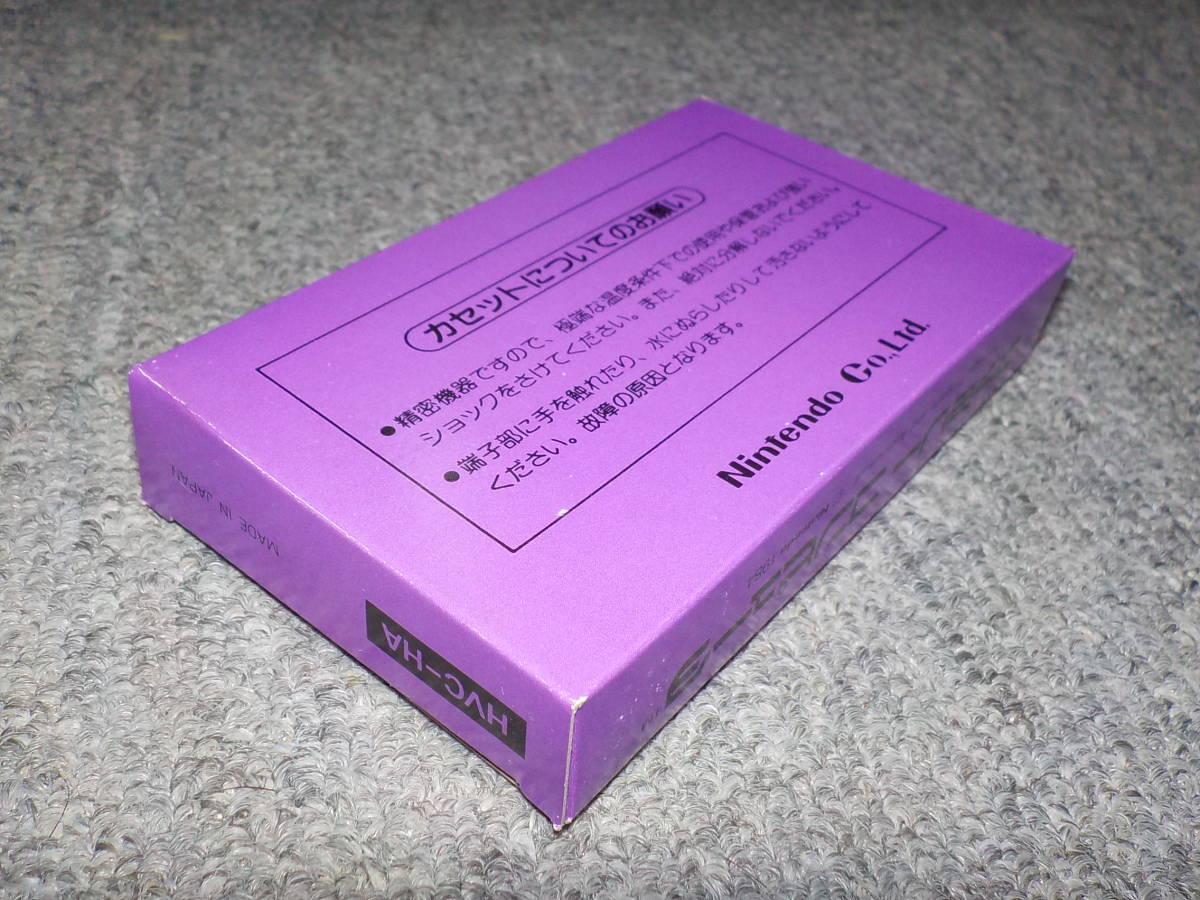 カセットについてのお願い
●精密機器ですので、極端な温度条件下での使用や保管および強い
ショックをさけてください。また、絶対に分解しないでください。
●端子部に手を触れたり、水にぬらしたりして汚さないようにして
ください。故障の原因となります。
Nintendo Co.,Ltd.
MADE IN JAPAN
HVC-HA
Nintendo 1984